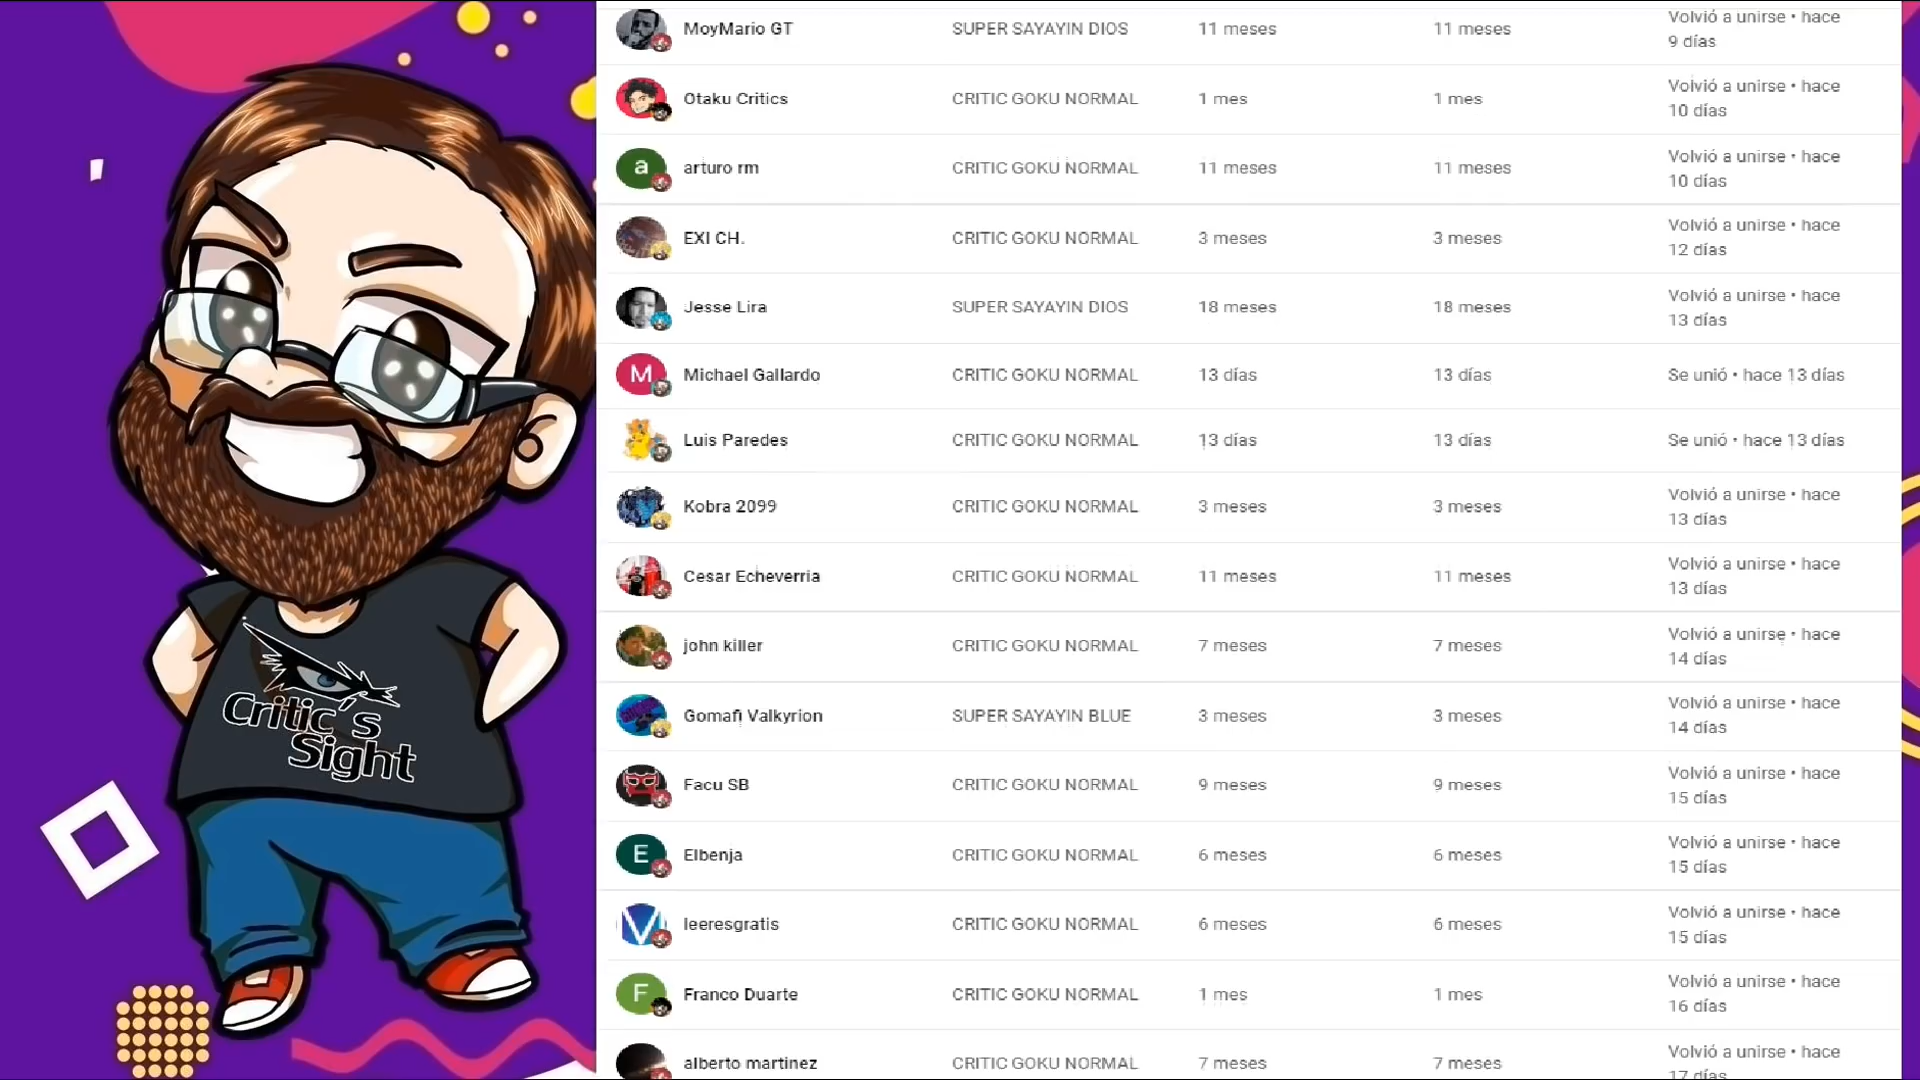 MoyMario GT SUPER SAYAYIN DIOS 11 meses 11 meses Volvió a unirse • hace
9 días
Otaku Critics CRITIC GOKU NORMAL 1 mes 1 mes Volvió a unirse • hace
10 días
a arturo rm CRITIC GOKU NORMAL 11 meses 11 meses Volvió a unirse • hace
10 días
EXI CH. CRITIC GOKU NORMAL 3 meses 3 meses Volvió a unirse • hace
12 días
Jesse Lira SUPER SAYAYIN DIOS 18 meses 18 meses Volvió a unirse • hace
13 días
M Michael Gallardo CRITIC GOKU NORMAL 13 días 13 días Se unió • hace 13 días
Luis Paredes CRITIC GOKU NORMAL 13 días 13 días Se unió • hace 13 días
Kobra 2099 CRITIC GOKU NORMAL 3 meses 3 meses Volvió a unirse • hace
13 días
Cesar Echeverria CRITIC GOKU NORMAL 11 meses 11 meses Volvió a unirse • hace
13 días
john killer CRITIC GOKU NORMAL 7 meses 7 meses Volvió a unirse • hace
14 días
Gomafi Valkyrion SUPER SAYAYIN BLUE 3 meses 3 meses Volvió a unirse • hace
14 días
Facu SB CRITIC GOKU NORMAL 9 meses 9 meses Volvió a unirse • hace
15 días
E Elbenja CRITIC GOKU NORMAL 6 meses 6 meses Volvió a unirse • hace
15 días
leeresgratis CRITIC GOKU NORMAL 6 meses 6 meses Volvió a unirse • hace
15 días
F Franco Duarte CRITIC GOKU NORMAL 1 mes 1 mes Volvió a unirse • hace
16 días
alberto martinez CRITIC GOKU NORMAL 7 meses 7 meses Volvió a unirse • hace
17 días
Critic's
Sight